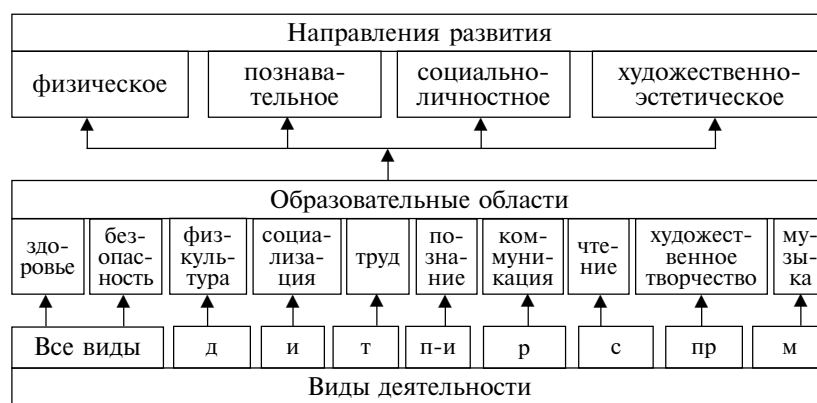 Направления развития
физическое
познава-
тельное
социально-
личностное
художественно-
эстетическое
Образовательные области
здо-
ровье
без-
опас-
ность
физ-
куль-
тура
социа-
лиза-
ция
труд
по-
зна-
ние
ком-
муни-
кация
чте-
ние
художест-
венное
творчество
му-
зы-
ка
Все виды
д
и
т
п-и
р
с
пр
м
Виды деятельности